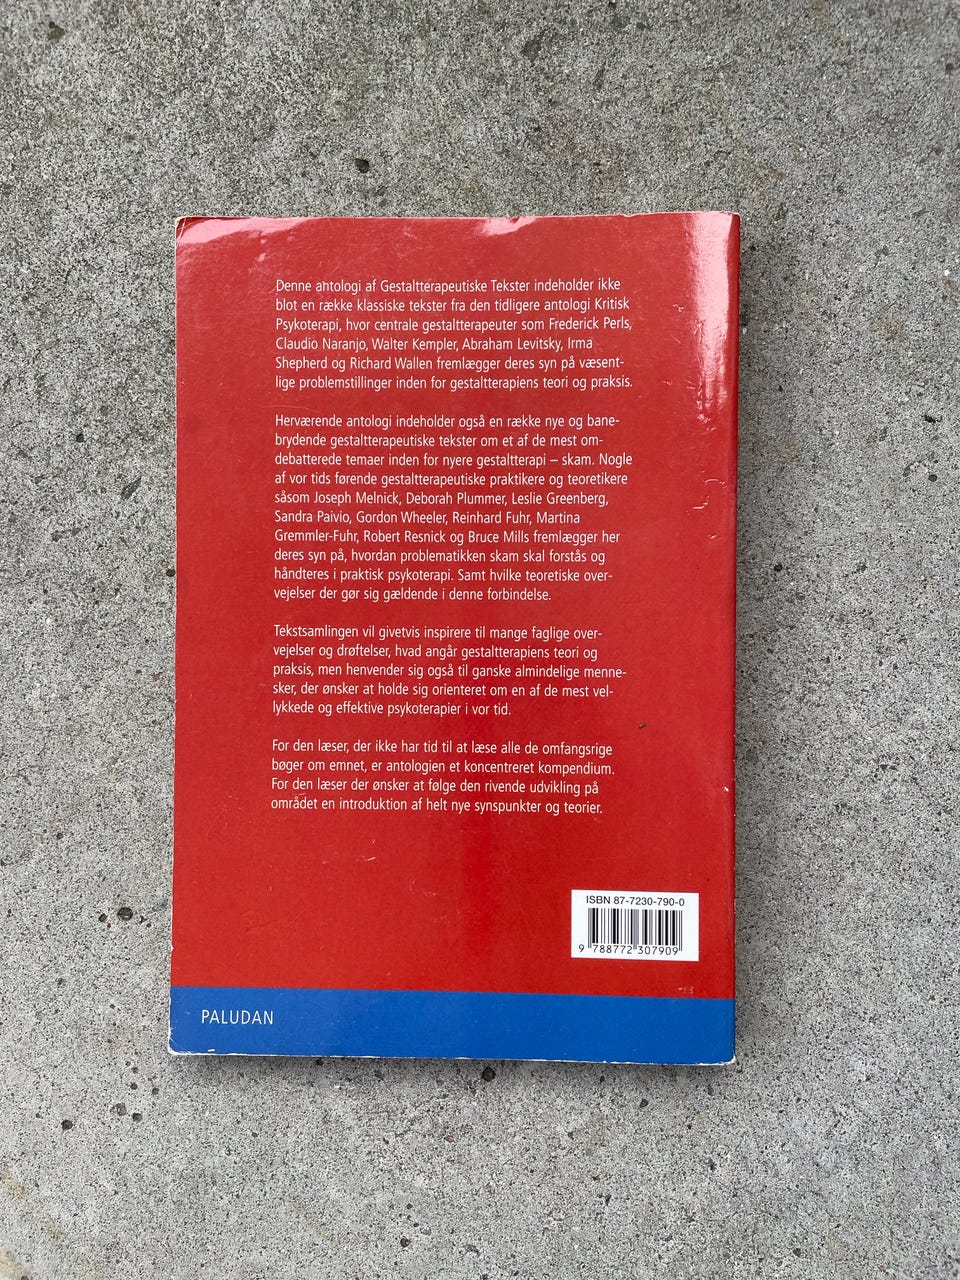 Denne antologi af Gestaltterapeutiske Tekster indeholder ikke
blot en række klassiske tekster fra den tidligere antologi Kritisk
Psykoterapi, hvor centrale gestaltterapeuter som Frederick Perls,
Claudio Naranjo, Walter Kempler, Abraham Levitsky, Irma
Shepherd og Richard Wallen fremlægger deres syn på væsent-
lige problemstillinger inden for gestaltterapiens teori og praksis.
Herværende antologi indeholder også en række nye og bane-
brydende gestaltterapeutiske tekster om et af de mest om-
debatterede temaer inden for nyere gestaltterapi – skam. Nogle
af vor tids førende gestaltterapeutiske praktikere og teoretikere
såsom Joseph Melnick, Deborah Plummer, Leslie Greenberg,
Sandra Paivio, Gordon Wheeler, Reinhard Fuhr, Martina
Gremmler-Fuhr, Robert Resnick og Bruce Mills fremlægger her
deres syn på, hvordan problematikken skam skal forstås og
håndteres i praktisk psykoterapi. Samt hvilke teoretiske over-
vejelser der gør sig gældende i denne forbindelse.
Tekstsamlingen vil givetvis inspirere til mange faglige over-
vejelser og drøftelser, hvad angår gestaltterapiens teori og
praksis, men henvender sig også til ganske almindelige menne-
sker, der ønsker at holde sig orienteret om en af de mest vel-
lykkede og effektive psykoterapier i vor tid.
For den læser, der ikke har tid til at læse alle de omfangsrige
bøger om emnet, er antologien et koncentreret kompendium.
For den læser der ønsker at følge den rivende udvikling på
området en introduktion af helt nye synspunkter og teorier.
ISBN 87-7230-790-0
9 788772 307909
PALUDAN